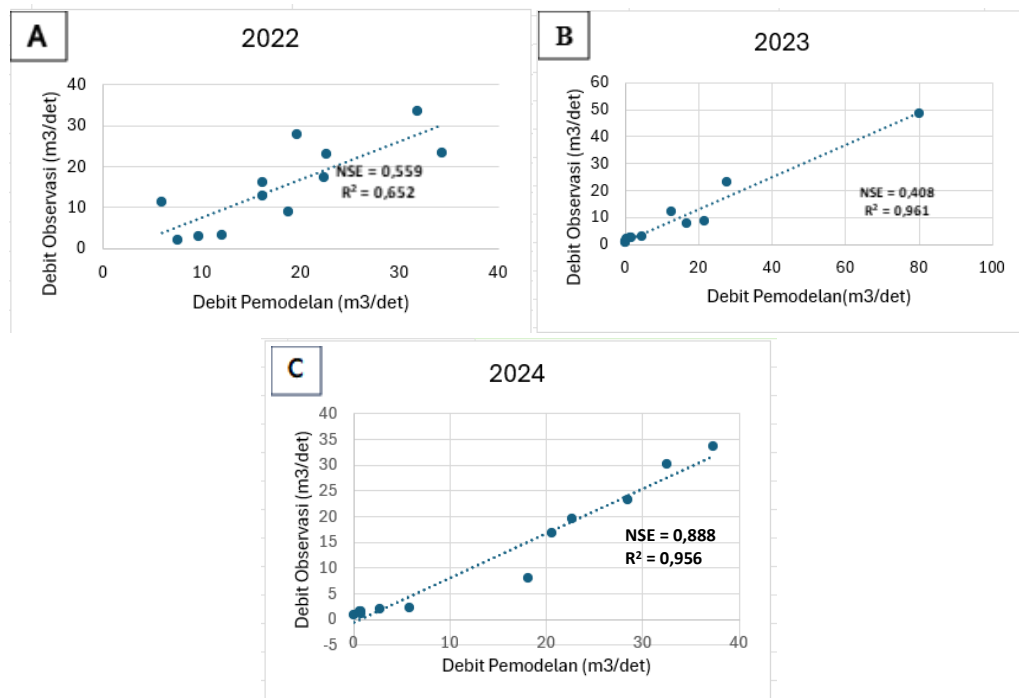 A
2022
Debit Observasi (m3/det)
40
30
20
10
0
NSE = 0,559
R² = 0,652
0 10 20 30 40
Debit Pemodelan (m3/det)
B
2023
Debit Observasi (m3/det)
60
50
40
30
20
10
0
NSE = 0,408
R² = 0,961
0 20 40 60 80 100
Debit Pemodelan(m3/det)
C
2024
Debit Observasi (m3/det)
40
35
30
25
20
15
10
5
0
-5
NSE = 0,888
R² = 0,956
0 10 20 30 40
Debit Pemodelan (m3/det)